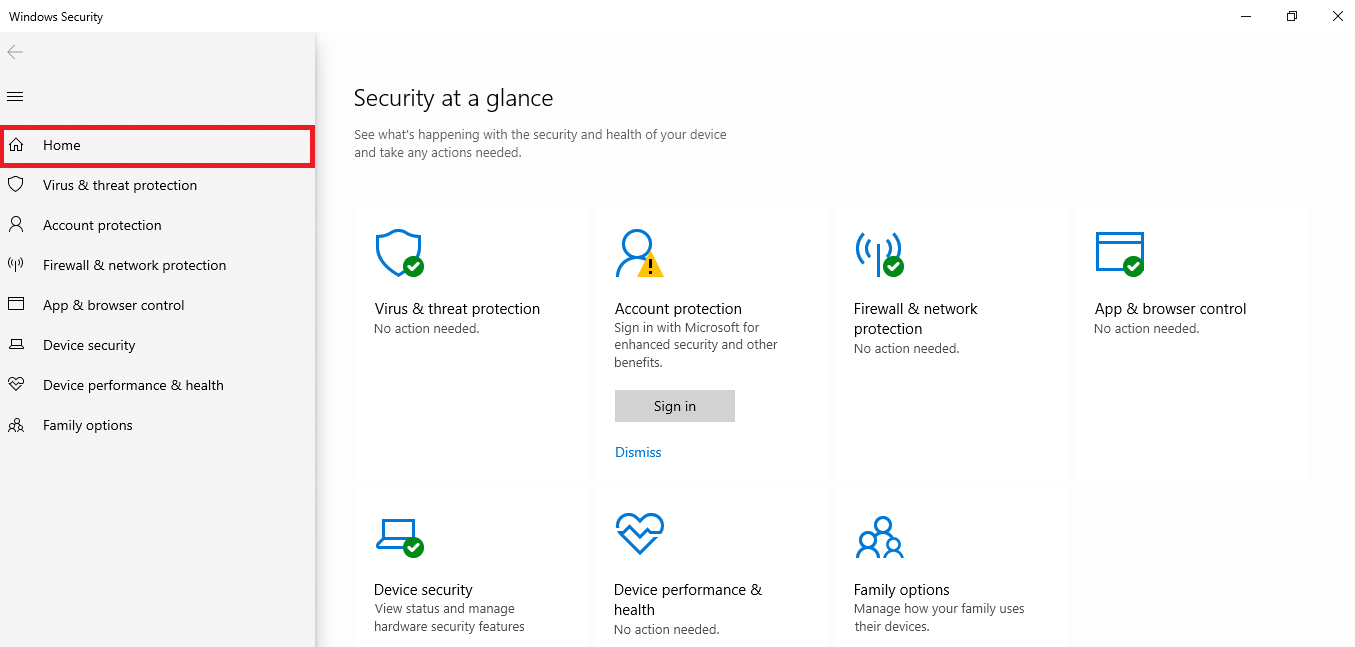 Windows Security
Home
Virus & threat protection
Account protection
Firewall & network protection
App & browser control
Device security
Device performance & health
Family options
Security at a glance
See what's happening with the security and health of your device
and take any actions needed.
Virus & threat protection
No action needed.
Account protection
Sign in with Microsoft for
enhanced security and other
benefits.
Sign in
Dismiss
Firewall & network
protection
No action needed.
App & browser control
No action needed.
Device security
View status and manage
hardware security features
Device performance &
health
No action needed.
Family options
Manage how your family uses
their devices.